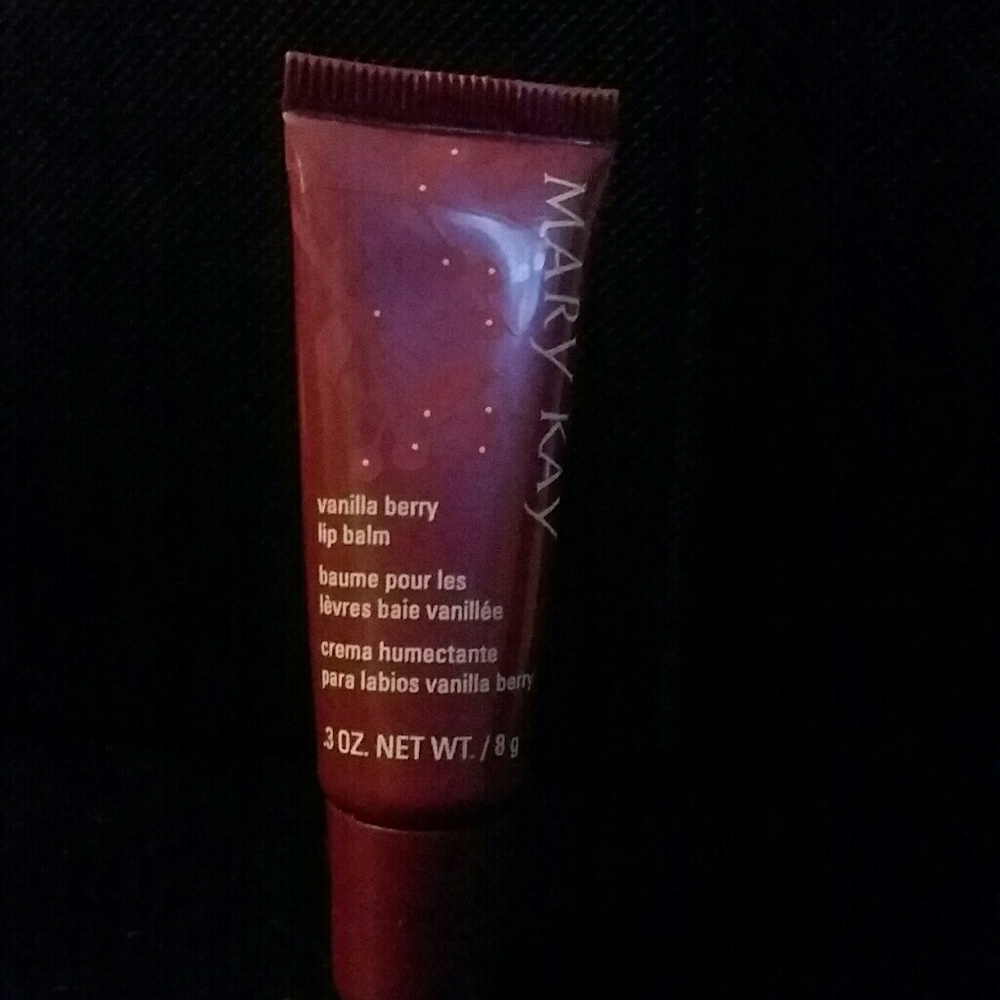 MARY KAY
vanilla berry
lip balm
baume pour les
lèvres baie vanillée
crema humectante
para labios vanilla berry
.3 OZ. NET WT. / 8 g